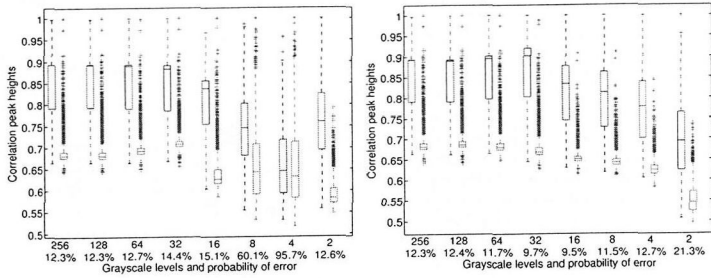 Correlation peak heights
1
0.95
0.9
0.85
0.8
0.75
0.7
0.65
0.6
0.55
0.5
256 128 64 32 16 8 4 2
12.3% 12.3% 12.7% 14.4% 15.1% 60.1% 95.7% 12.6%
Grayscale levels and probability of error
Correlation peak heights
1
0.95
0.9
0.85
0.8
0.75
0.7
0.65
0.6
0.55
0.5
256 128 64 32 16 8 4 2
12.3% 12.4% 11.7% 9.7% 9.5% 11.5% 12.7% 21.3%
Grayscale levels and probability of error